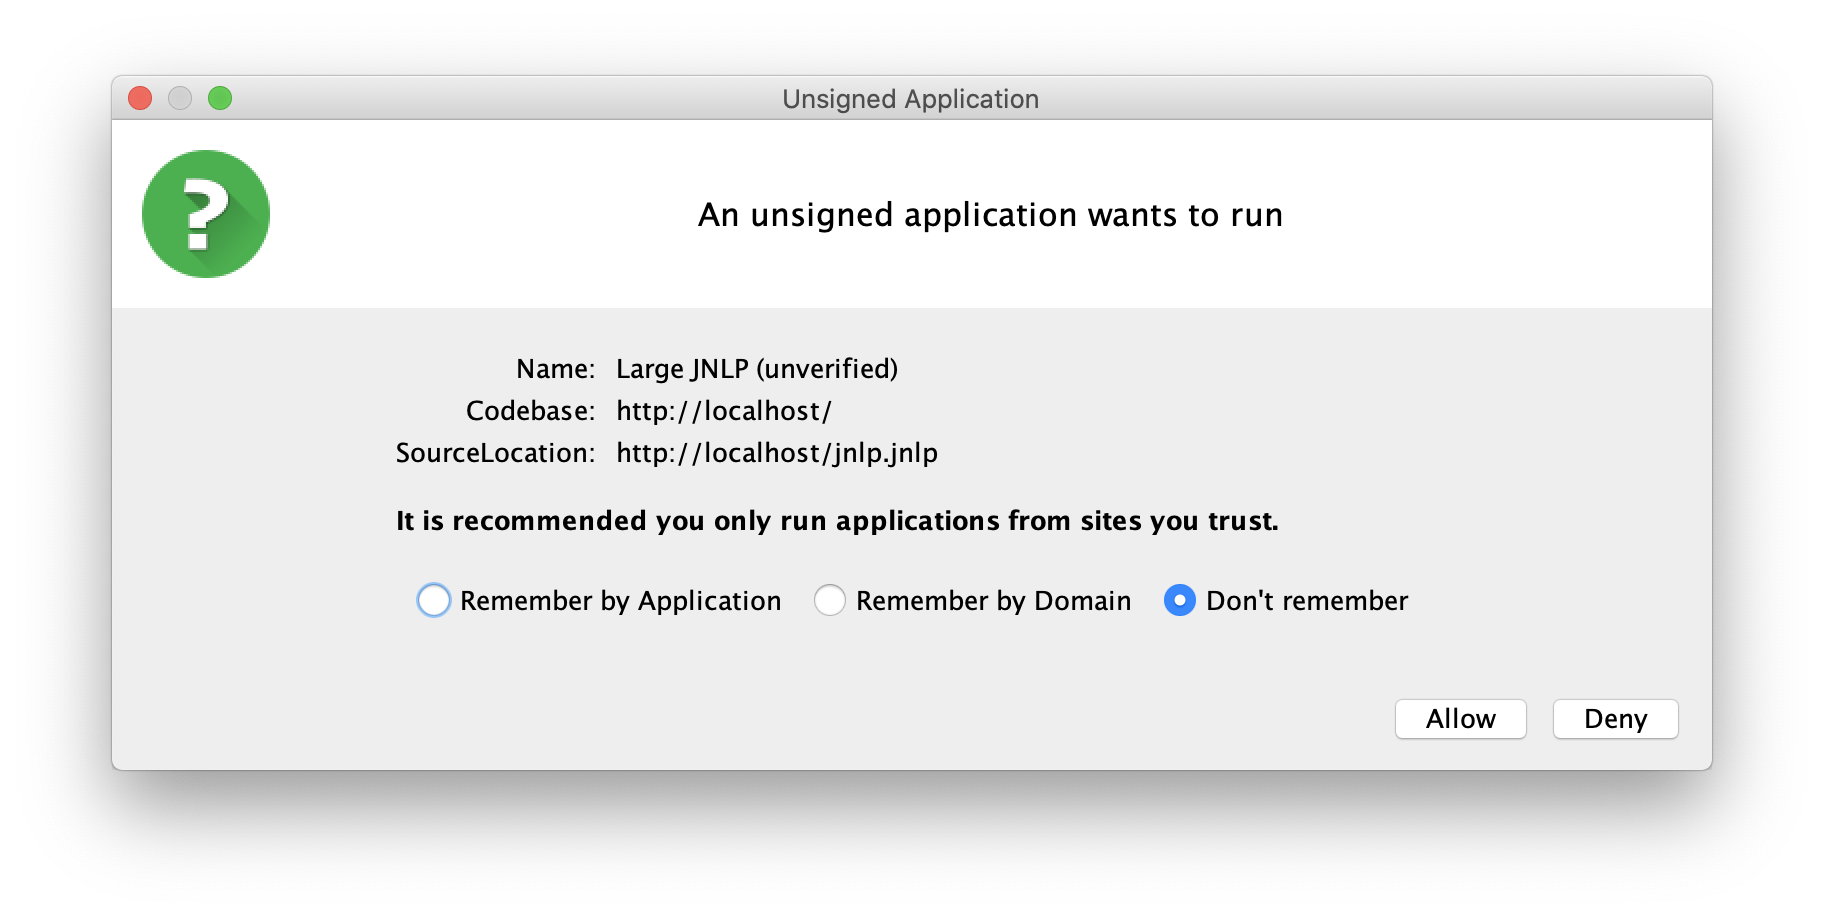 Unsigned Application
?
An unsigned application wants to run
Name: Large JNLP (unverified)
Codebase: http://localhost/
SourceLocation: http://localhost/jnlp.jnlp
It is recommended you only run applications from sites you trust.
Remember by Application Remember by Domain Don't remember
Allow Deny